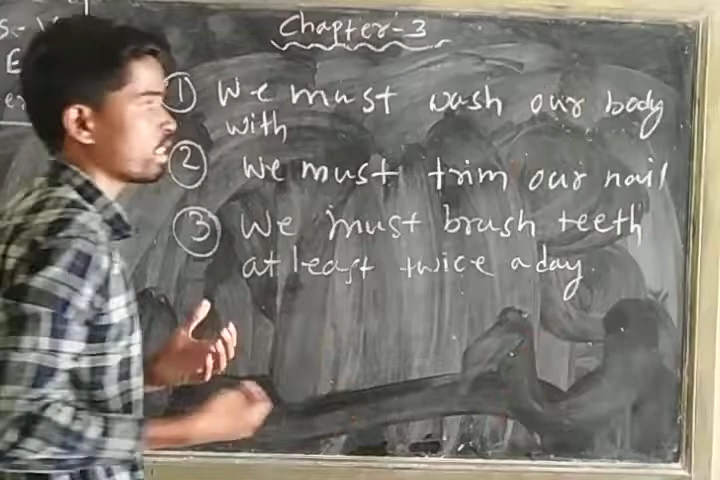 Chapter-3
① We must wash our body
with
② We must trim our nail
③ We must brush teeth
at least twice a day.